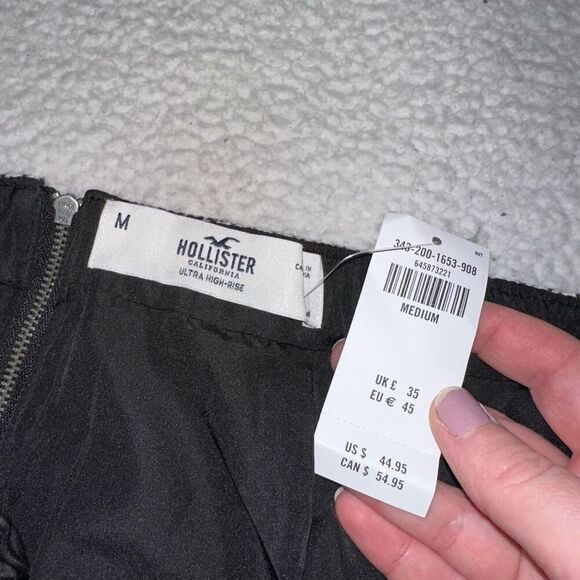 M
HOLLISTER
CALIFORNIA
ULTRA HIGH-RISE
343-200-1653-908
645873221
MEDIUM
UK £ 35
EU € 45
US $ 44.95
CAN $ 54.95